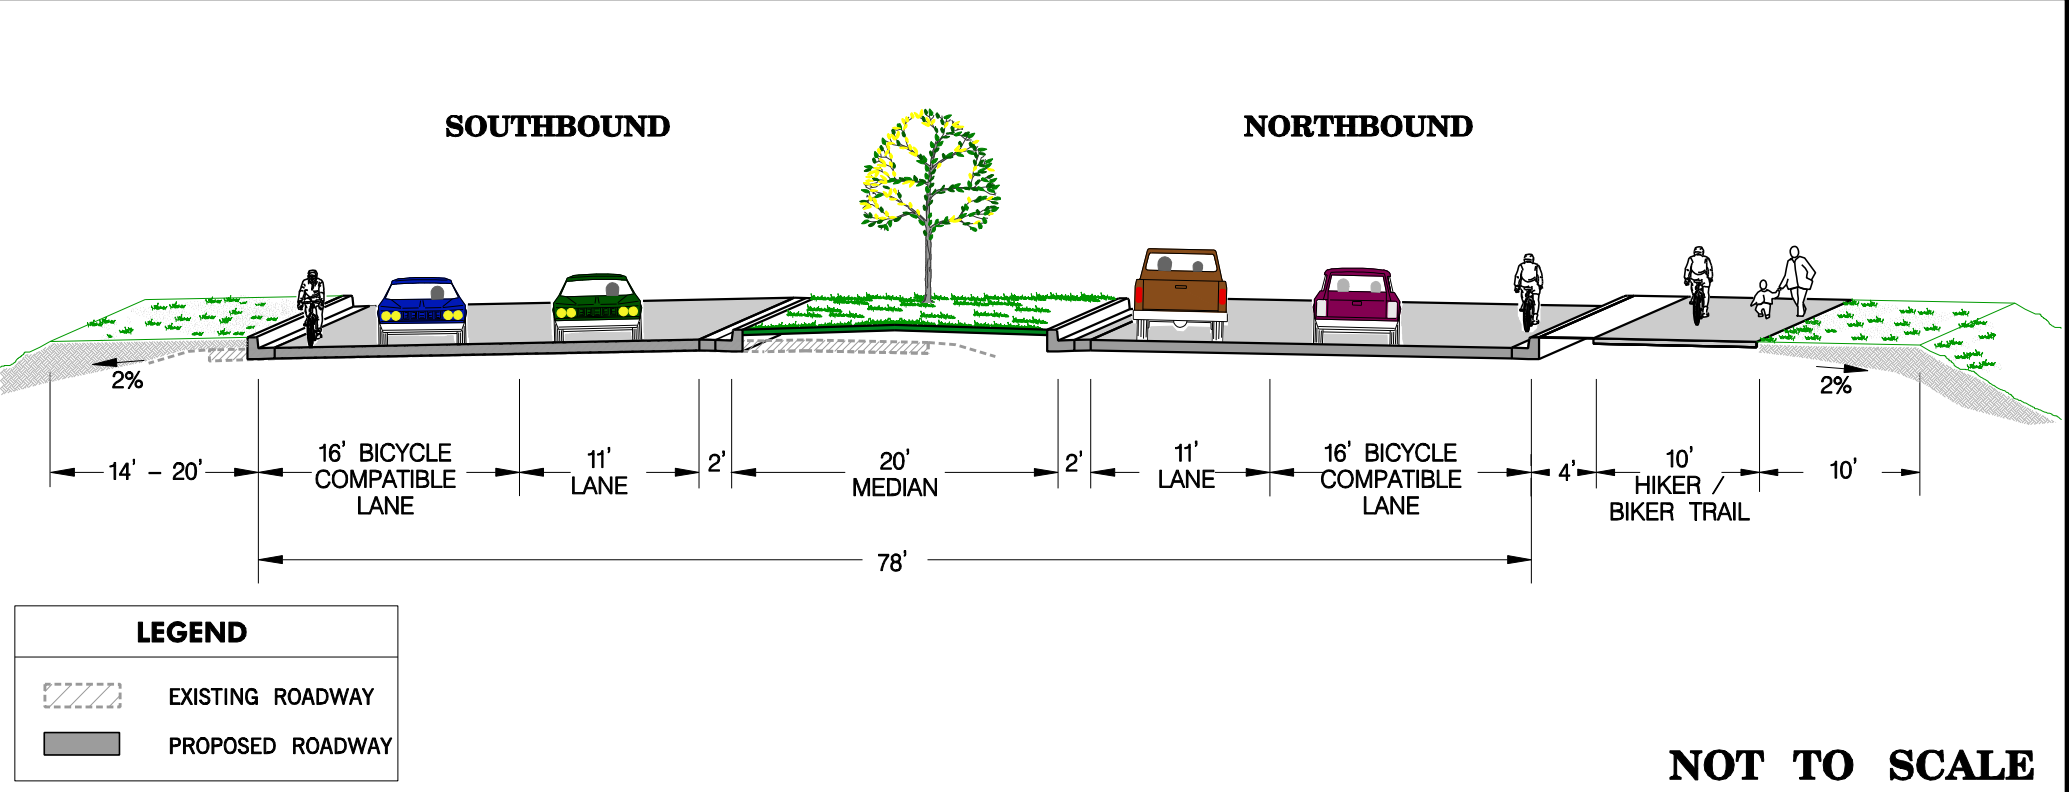 SOUTHBOUND
NORTHBOUND
2%
2%
14' - 20'
16' BICYCLE
COMPATIBLE
LANE
11'
LANE
2'
20'
MEDIAN
2'
11'
LANE
16' BICYCLE
COMPATIBLE
LANE
4'
10'
HIKER /
BIKER TRAIL
10'
78'
LEGEND
EXISTING ROADWAY
PROPOSED ROADWAY
NOT TO SCALE